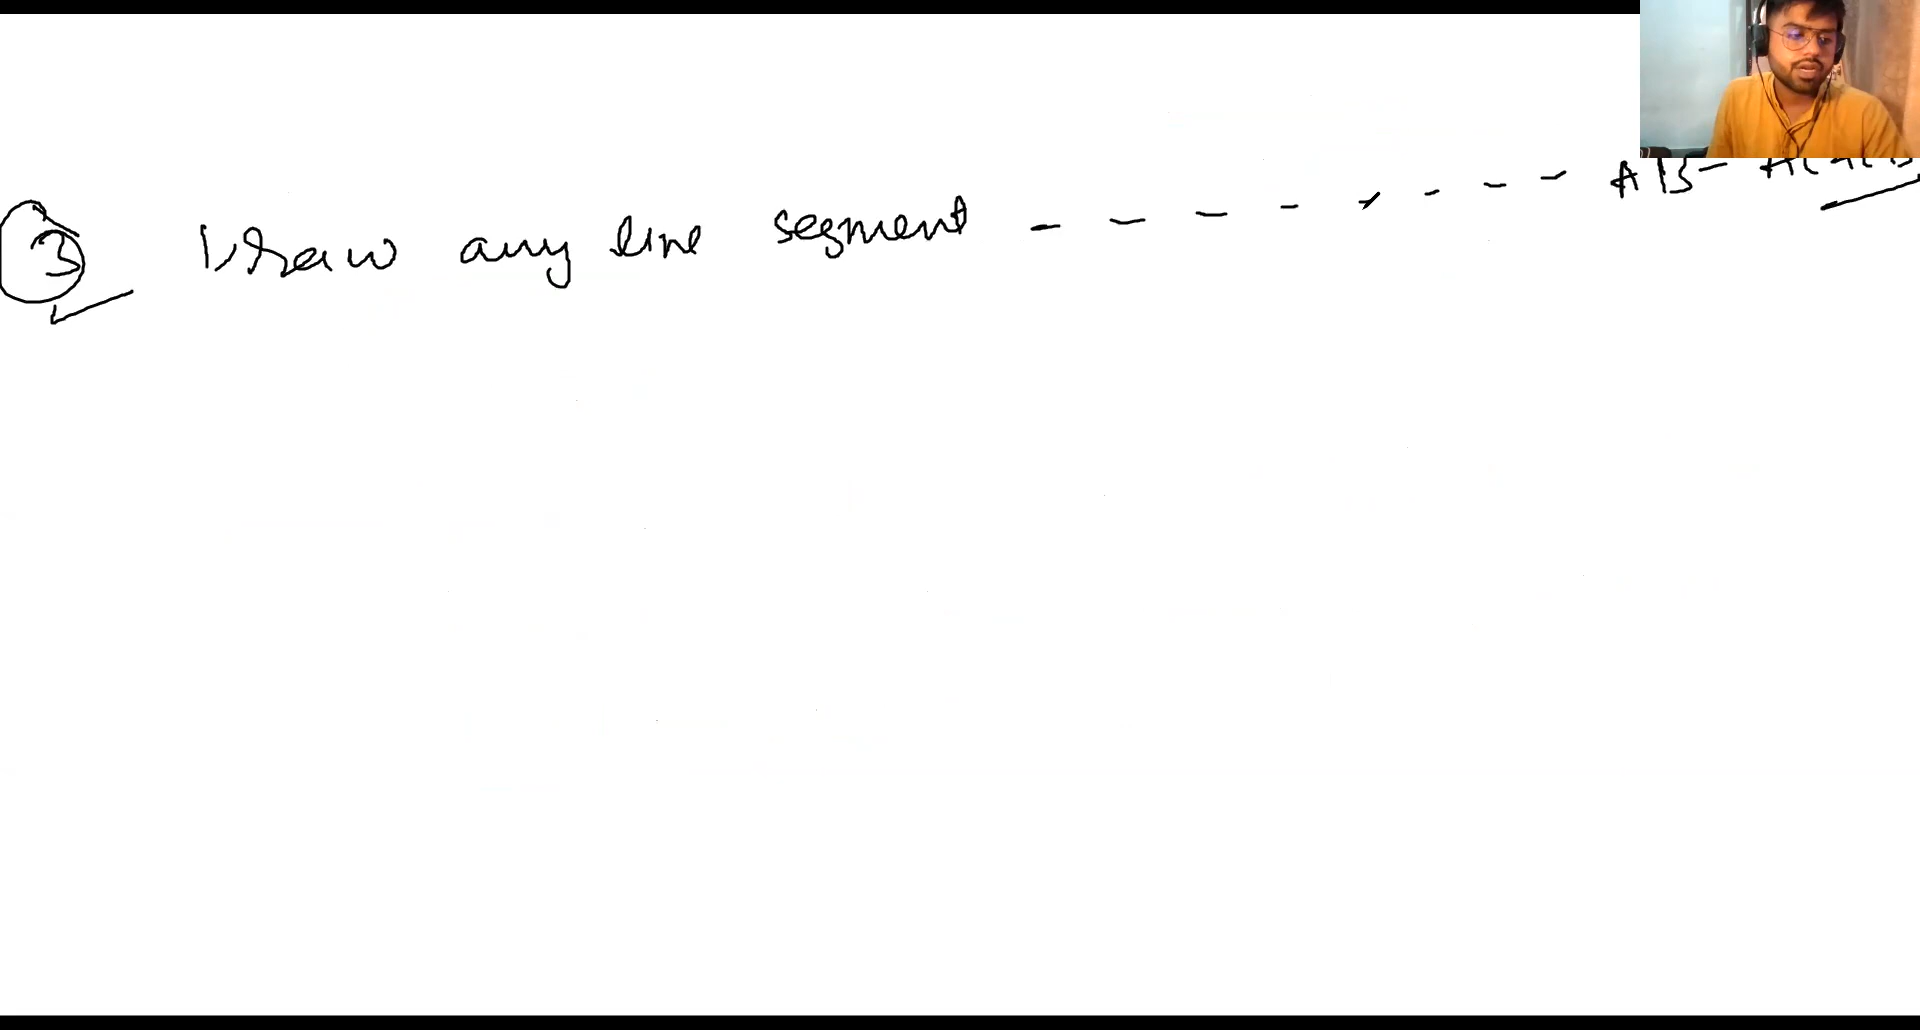 3 Draw any line segment - - - - - - - - AB-